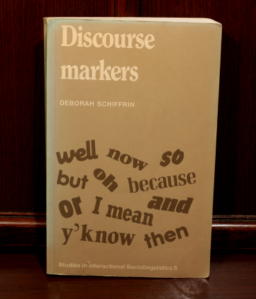 Discourse
markers
DEBORAH SCHIFFRIN
well now so
but oh because
or I mean and
y'know then
Studies in Interactional Sociolinguistics 5